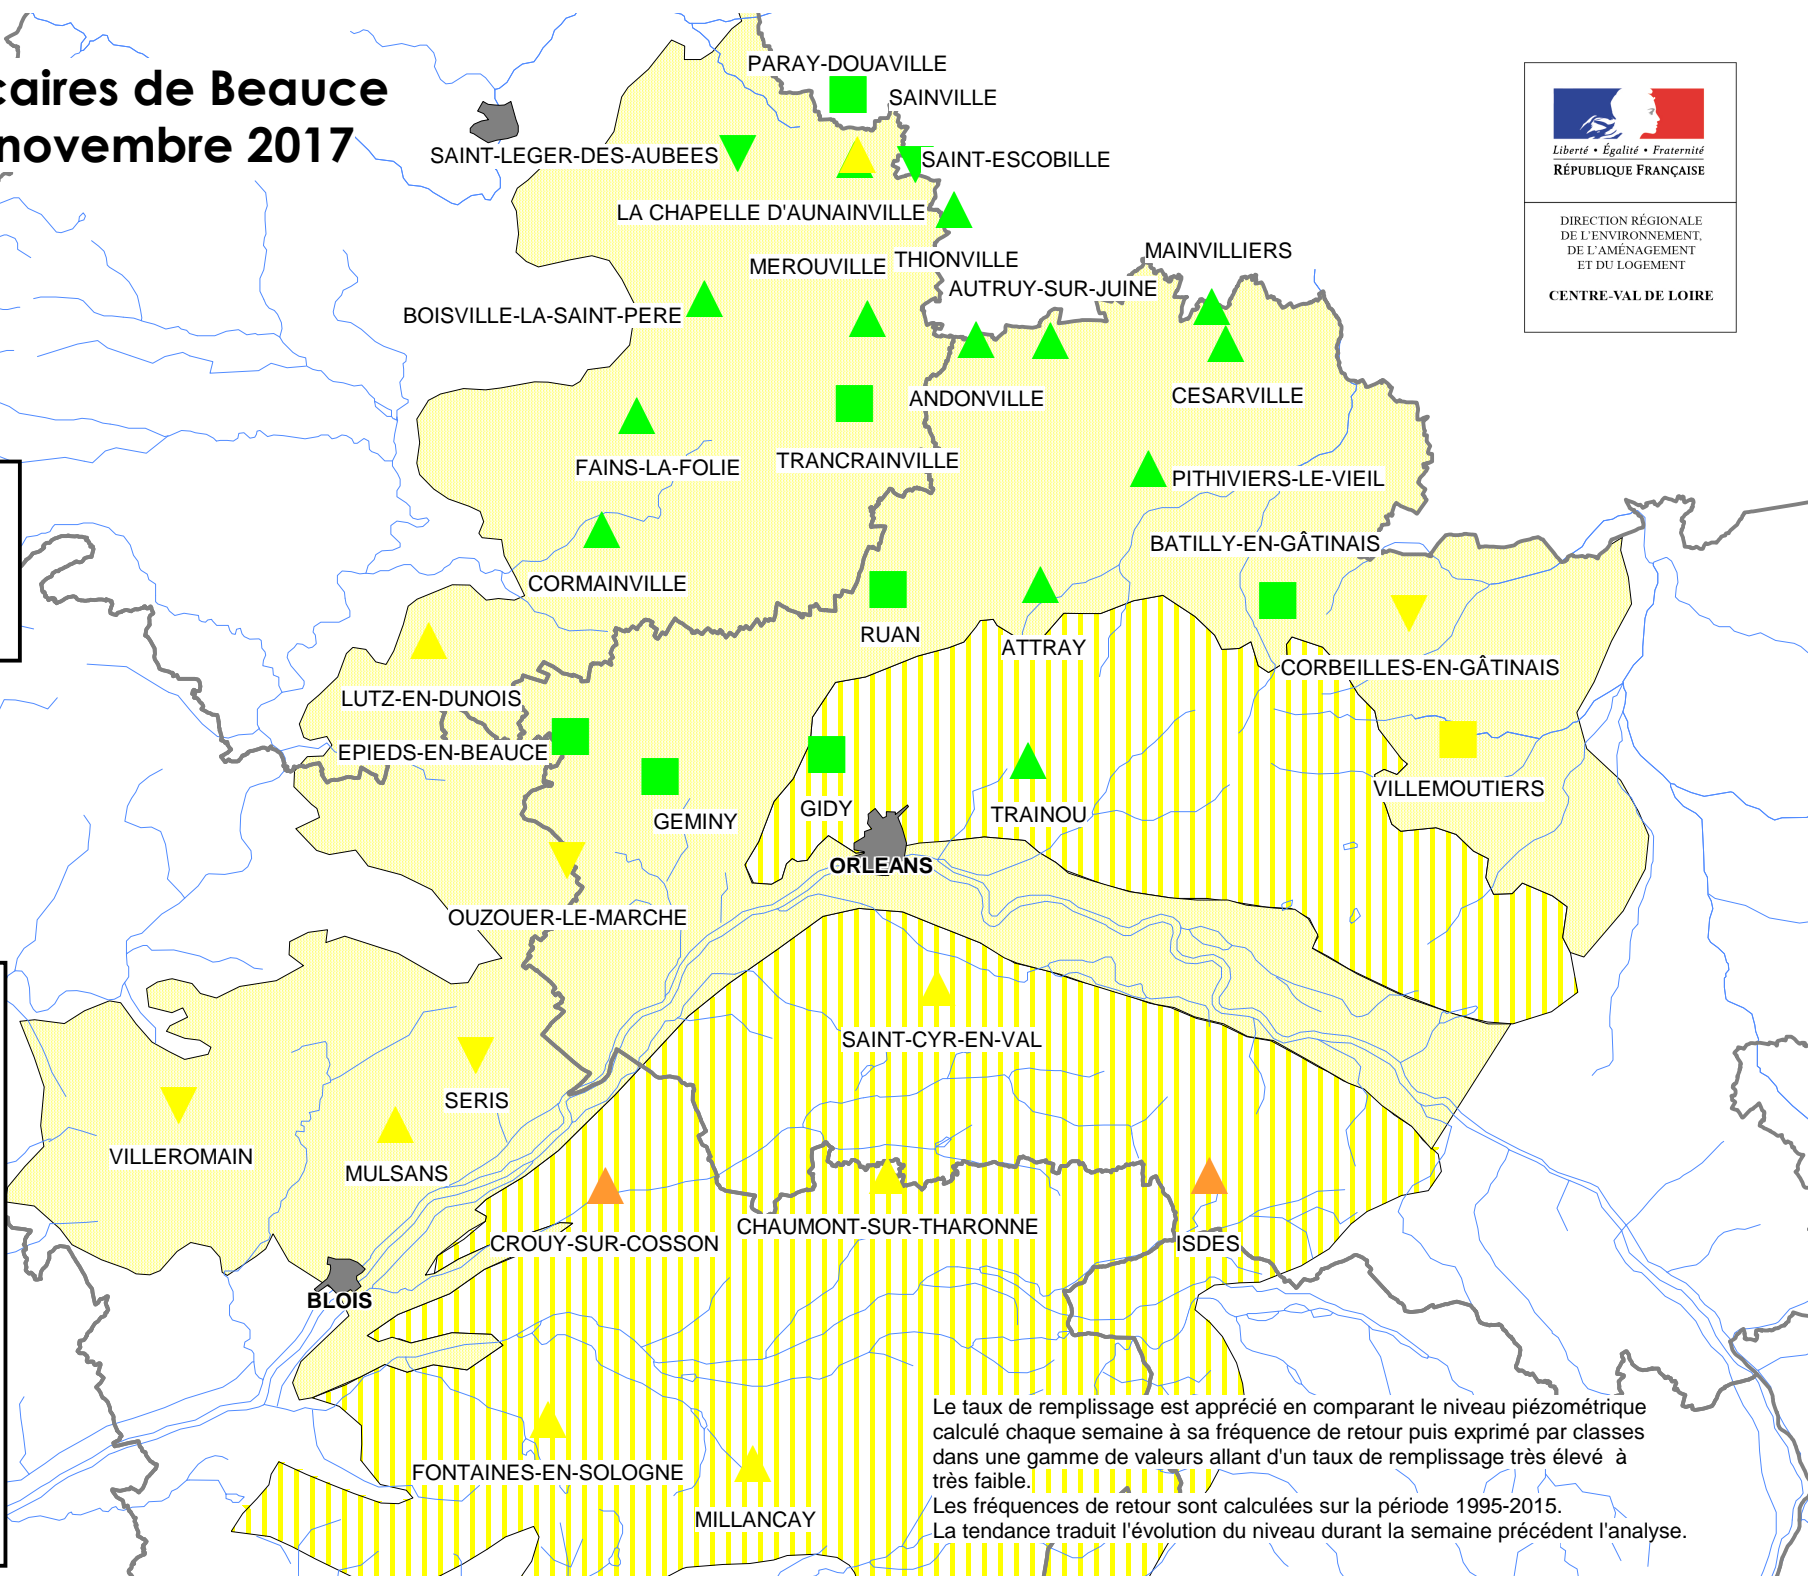 caires de Beauce
novembre 2017
PARAY-DOUAVILLE
SAINVILLE
SAINT-LEGER-DES-AUBEES
SAINT-ESCOBILLE
LA CHAPELLE D'AUNAINVILLE
MEROUVILLE
THIONVILLE
MAINVILLIERS
AUTRUY-SUR-JUINE
BOISVILLE-LA-SAINT-PERE
ANDONVILLE
CESARVILLE
FAINS-LA-FOLIE
TRANCRAINVILLE
PITHIVIERS-LE-VIEIL
BATILLY-EN-GÂTINAIS
CORMAINVILLE
RUAN
ATTRAY
CORBEILLES-EN-GÂTINAIS
LUTZ-EN-DUNOIS
EPIEDS-EN-BEAUCE
VILLEMOUTIERS
GEMINY
GIDY
TRAINOU
ORLEANS
OUZOUER-LE-MARCHE
SAINT-CYR-EN-VAL
SERIS
VILLEROMAIN
MULSANS
CHAUMONT-SUR-THARONNE
CROUY-SUR-COSSON
ISDES
BLOIS
FONTAINES-EN-SOLOGNE
MILLANCAY
Liberté • Égalité • Fraternité
RÉPUBLIQUE FRANÇAISE
DIRECTION RÉGIONALE
DE L'ENVIRONNEMENT,
DE L'AMÉNAGEMENT
ET DU LOGEMENT
CENTRE-VAL DE LOIRE
Le taux de remplissage est apprécié en comparant le niveau piézométrique
calculé chaque semaine à sa fréquence de retour puis exprimé par classes
dans une gamme de valeurs allant d'un taux de remplissage très élevé à
très faible.
Les fréquences de retour sont calculées sur la période 1995-2015.
La tendance traduit l'évolution du niveau durant la semaine précédent l'analyse.